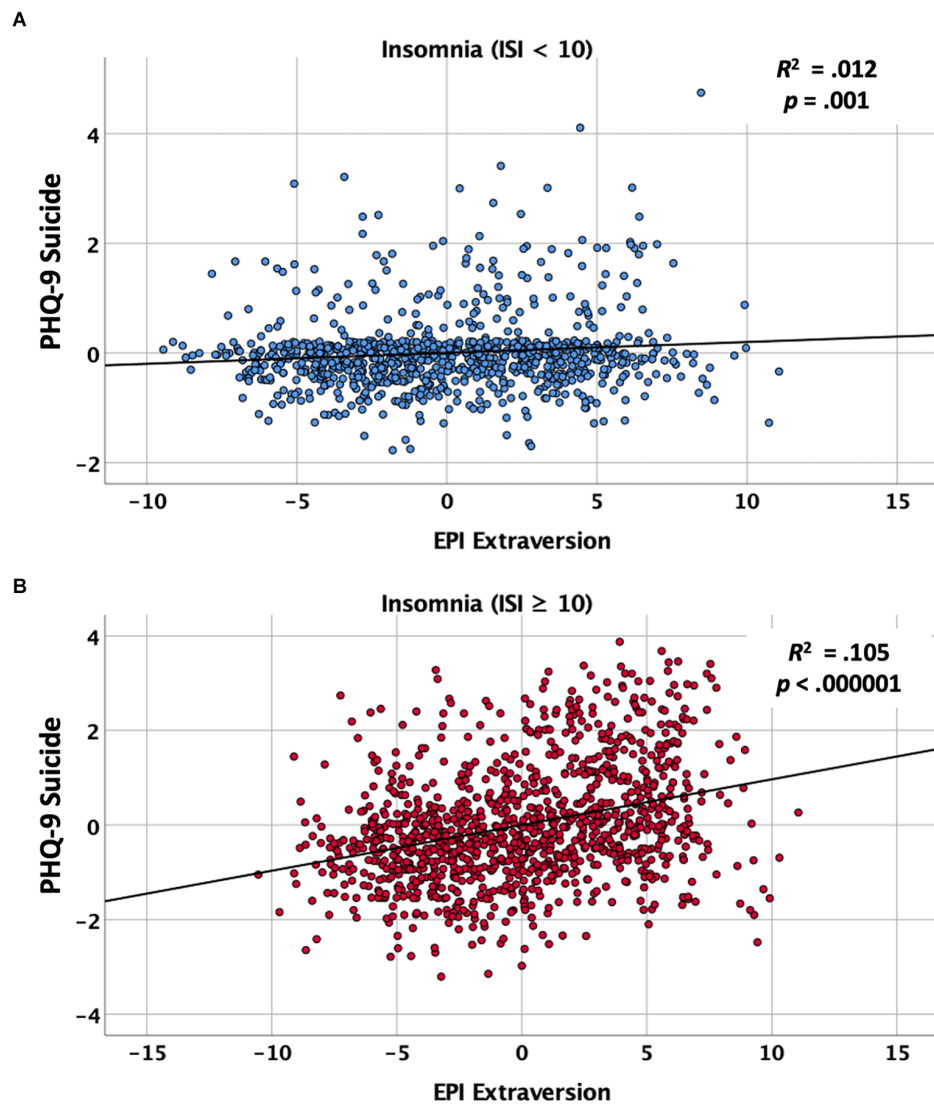 A
Insomnia (ISI < 10)
R² = .012
p = .001
PHQ-9 Suicide
4
2
0
−2
−10 −5 0 5 10 15
EPI Extraversion
B
Insomnia (ISI ≥ 10)
R² = .105
p < .000001
PHQ-9 Suicide
4
2
0
−2
−4
−15 −10 −5 0 5 10 15
EPI Extraversion